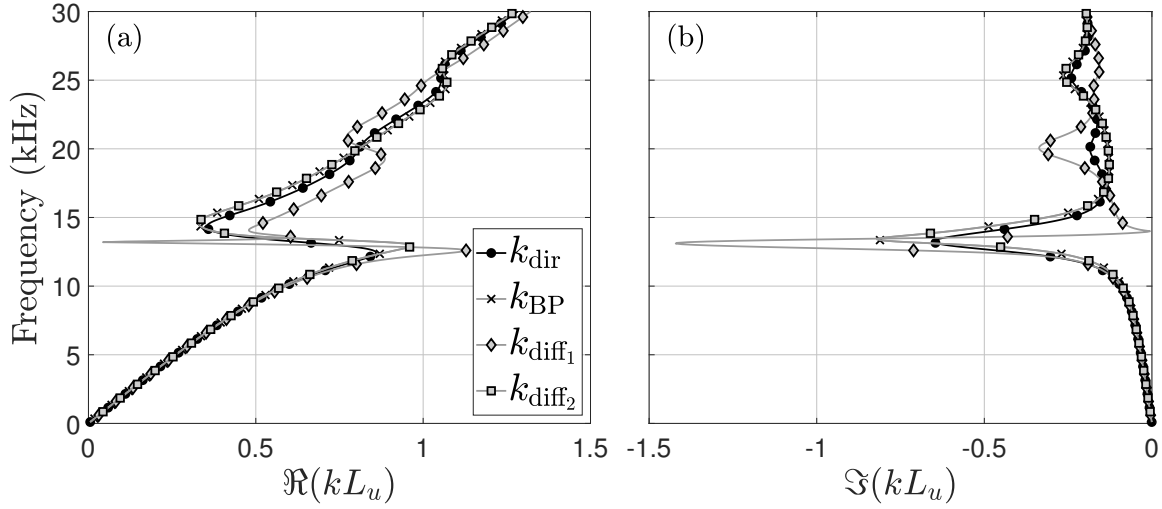 (a)
(b)
Frequency (kHz)
30
25
20
15
10
5
0
k_dir
k_BP
k_diff₁
k_diff₂
0 0.5 1 1.5
-1.5 -1 -0.5 0
ℜ(kL_u)
ℑ(kL_u)